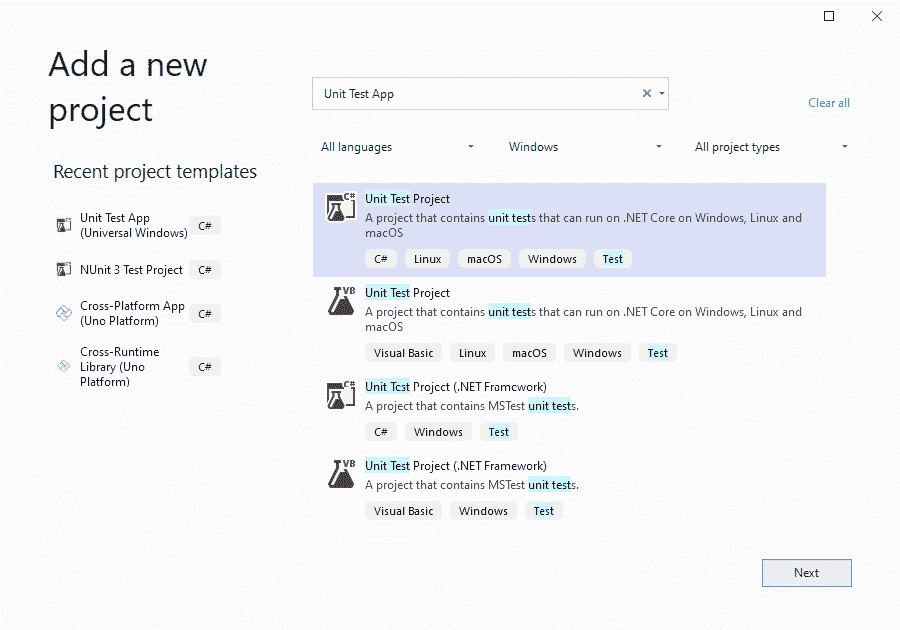 Add a new
project
Recent project templates
Unit Test App
(Universal Windows)
C#
NUnit 3 Test Project
C#
Cross-Platform App
(Uno Platform)
C#
Cross-Runtime
Library (Uno
Platform)
C#
Unit Test App
Clear all
All languages
Windows
All project types
C#
Unit Test Project
A project that contains unit tests that can run on .NET Core on Windows, Linux and
macOS
C# Linux macOS Windows Test
VB
Unit Test Project
A project that contains unit tests that can run on .NET Core on Windows, Linux and
macOS
Visual Basic Linux macOS Windows Test
C#
Unit Test Project (.NET Framework)
A project that contains MSTest unit tests.
C# Windows Test
VB
Unit Test Project (.NET Framework)
A project that contains MSTest unit tests.
Visual Basic Windows Test
Next